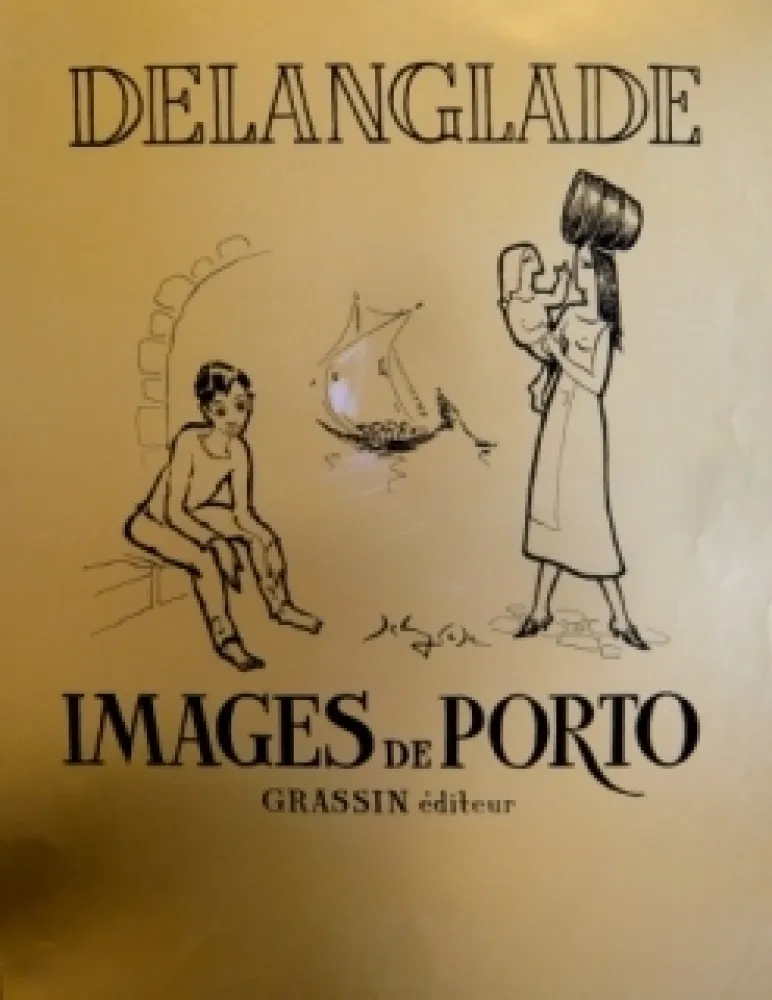 DELANGLADE
IMAGES DE PORTO
GRASSIN éditeur